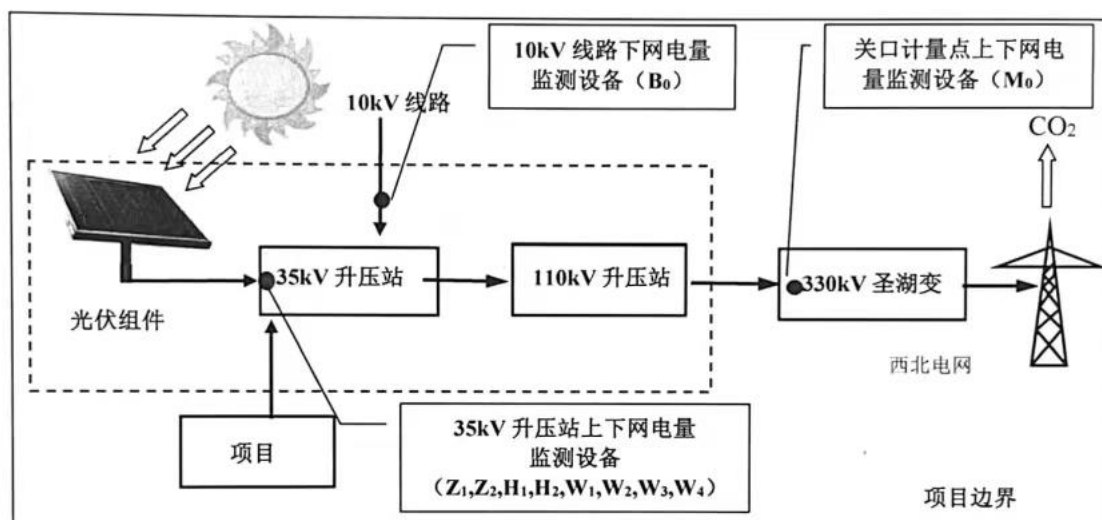 10kV 线路下网电量
监测设备（B₀）
关口计量点上下网电
量监测设备（M₀）
10kV 线路
CO₂
35kV 升压站
110kV 升压站
330kV 圣湖变
光伏组件
西北电网
项目
35kV 升压站上下网电量
监测设备
（Z₁,Z₂,H₁,H₂,W₁,W₂,W₃,W₄）
项目边界